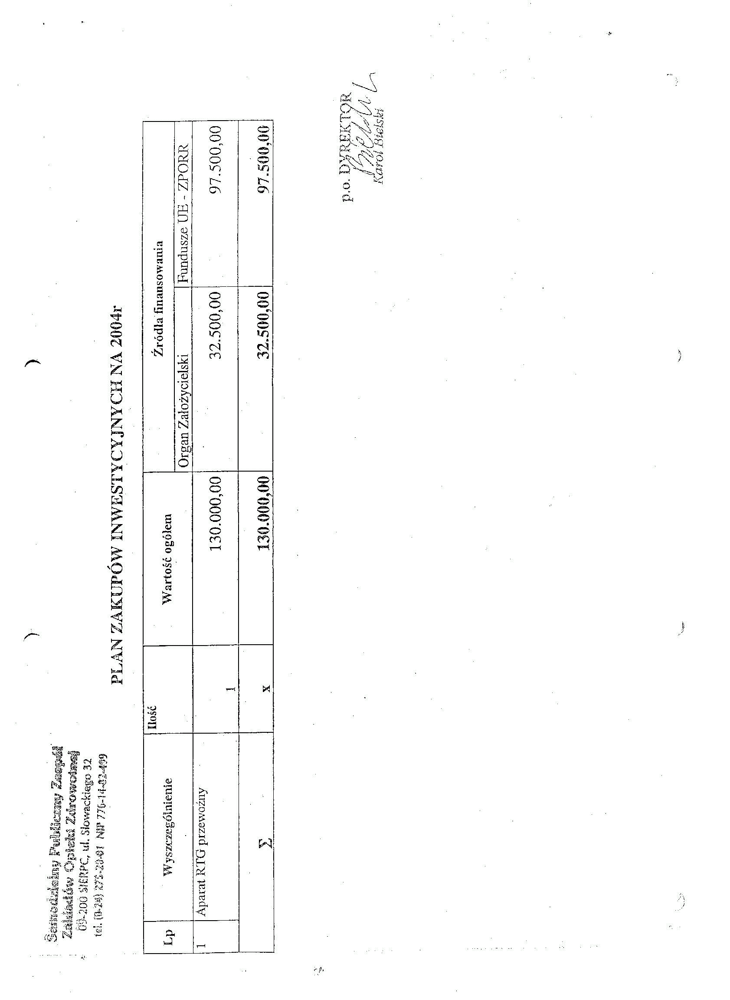 Samodzielny Publiczny Zespół
Zakładów Opieki Zdrowotnej
09-200 SIERPC, ul. Słowackiego 32
tel. (0-24) 275-20-01 NIP 776-14-03-499
PLAN ZAKUPÓW INWESTYCYJNYCH NA 2004r
Lp Wyszczególnienie Ilość Wartość ogółem Źródła finansowania
Organ Założycielski Fundusze UE - ZPORR
1 Aparat RTG przewoźny 1 130.000,00 32.500,00 97.500,00
Σ x 130.000,00 32.500,00 97.500,00
p.o. DYREKTOR
Karol Bielski